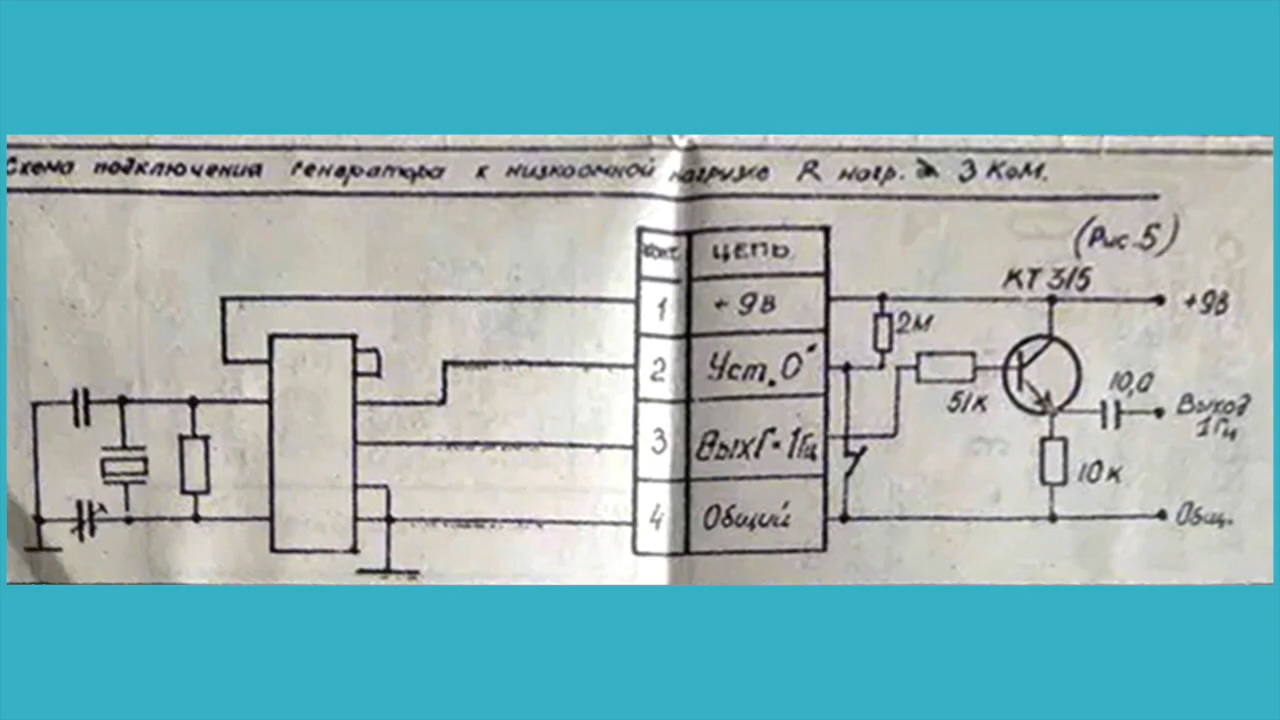 Схема подключения генератора к низкоомной нагрузке R нагр. 3 КоМ.
(Рис. 5)
КТ 315
конт. ЦЕПЬ
1 + 9В
2 Уст. 0"
3 Вых F = 1Гц
4 Общий
2М
51к
10,0
10к
+9В
Выход
1Гц
Общ.